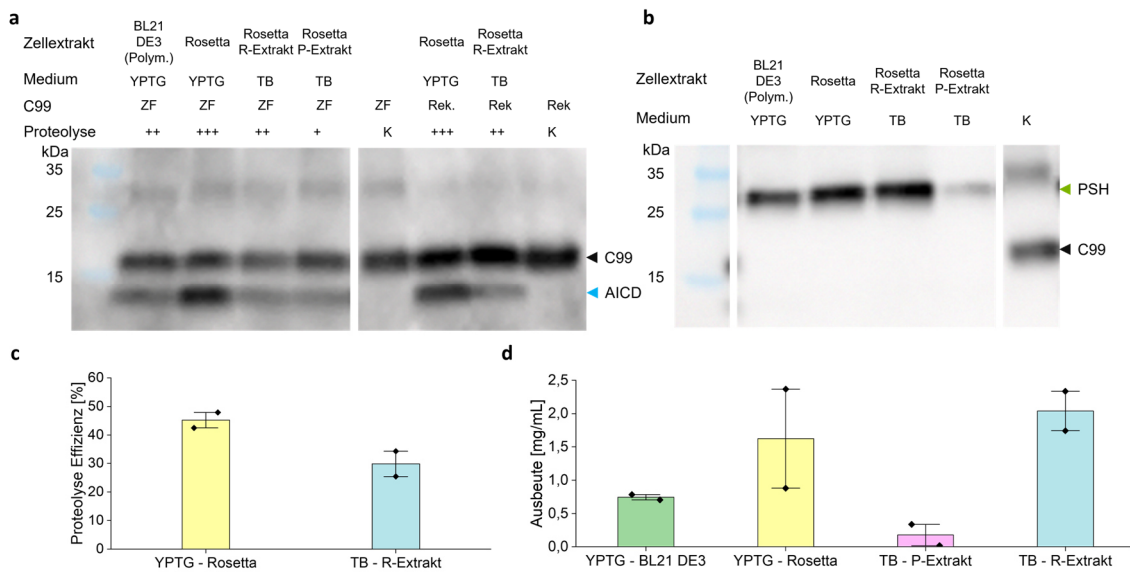 a
Zellextrakt
BL21
DE3
(Polym.)
Rosetta
Rosetta
R-Extrakt
Rosetta
P-Extrakt
Rosetta
Rosetta
R-Extrakt
Medium
YPTG YPTG TB TB YPTG TB
C99
ZF ZF ZF ZF ZF Rek. Rek Rek
Proteolyse
++ +++ ++ + K +++ ++ K
kDa
35
25
15
C99
AICD
b
Zellextrakt
BL21
DE3
(Polym.)
Rosetta
Rosetta
R-Extrakt
Rosetta
P-Extrakt
Medium
YPTG YPTG TB TB K
kDa
35
25
15
PSH
C99
c
Proteolyse Effizienz [%]
60
50
40
30
20
10
0
YPTG - Rosetta
TB - R-Extrakt
d
Ausbeute [mg/mL]
2,5
2,0
1,5
1,0
0,5
0,0
YPTG - BL21 DE3
YPTG - Rosetta
TB - P-Extrakt
TB - R-Extrakt